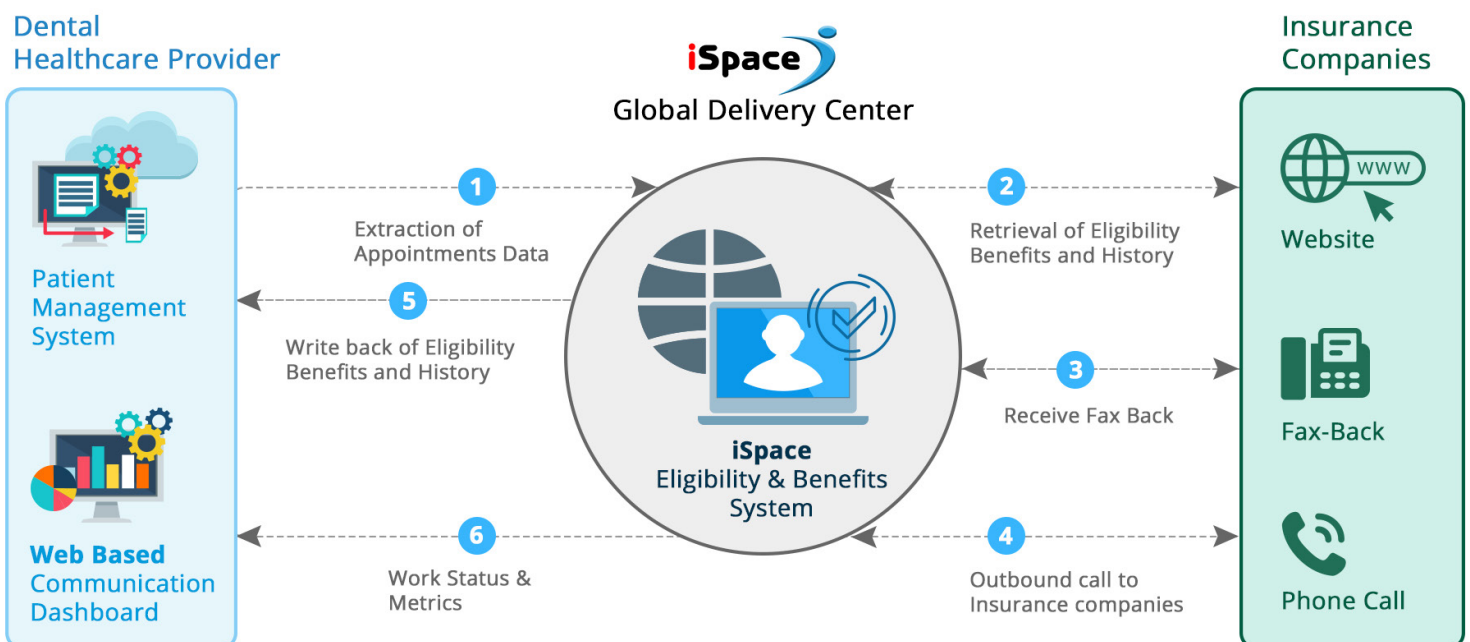 Dental
Healthcare Provider
iSpace
Global Delivery Center
Insurance
Companies
Patient
Management
System
Web Based
Communication
Dashboard
1
Extraction of
Appointments Data
5
Write back of Eligibility
Benefits and History
6
Work Status &
Metrics
iSpace
Eligibility & Benefits
System
2
Retrieval of Eligibility
Benefits and History
3
Receive Fax Back
4
Outbound call to
Insurance companies
www
Website
Fax-Back
Phone Call